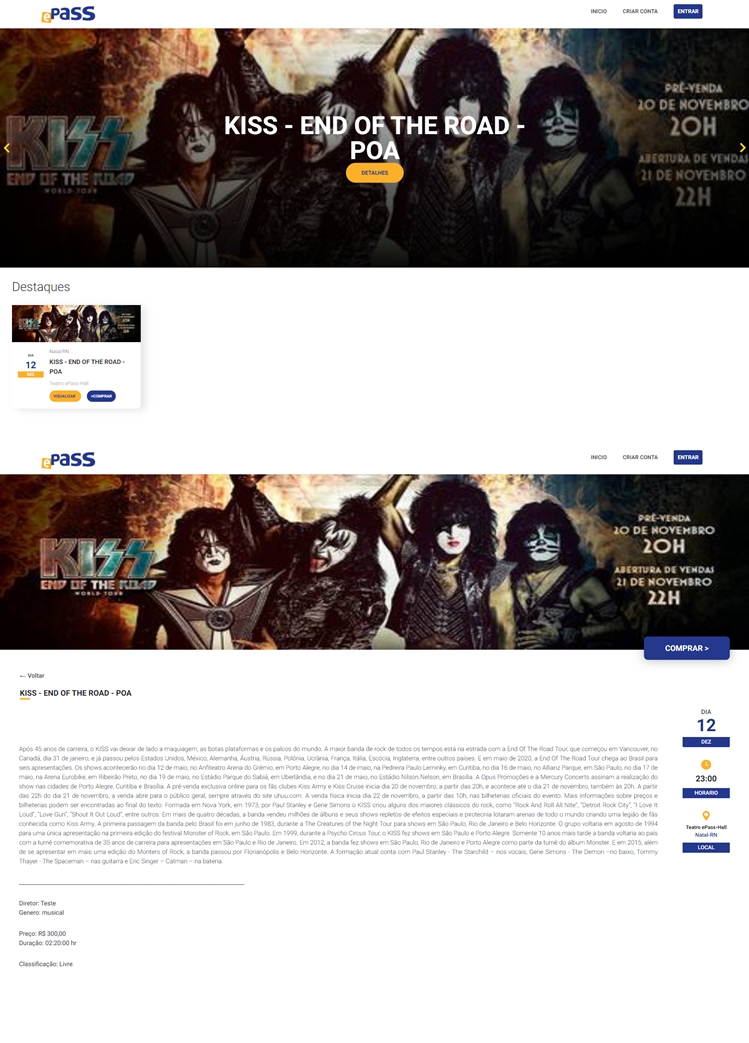 ePASS
INICIO
CRIAR CONTA
ENTRAR
KISS - END OF THE ROAD -
POA
DETALHES
KISS
END OF THE ROAD
WORLD TOUR
PRÉ-VENDA
20 DE NOVEMBRO
20H
ABERTURA DE VENDAS
21 DE NOVEMBRO
22H
Destaques
DIA
12
DEZ
Natal/RN
KISS - END OF THE ROAD -
POA
Teatro ePass-Hall
VISUALIZAR
+COMPRAR
ePASS
INICIO
CRIAR CONTA
ENTRAR
KISS
END OF THE ROAD
WORLD TOUR
PRÉ-VENDA
20 DE NOVEMBRO
20H
ABERTURA DE VENDAS
21 DE NOVEMBRO
22H
COMPRAR >
← Voltar
KISS - END OF THE ROAD - POA
Após 45 anos de carreira, o KISS vai deixar de lado a maquiagem, as botas plataformas e os palcos do mundo. A maior banda de rock de todos os tempos está na estrada com a End Of The Road Tour, que começou em Vancouver, no
Canadá, dia 31 de janeiro, e já passou pelos Estados Unidos, México, Alemanha, Áustria, Rússia, Polônia, Ucrânia, França, Itália, Escócia, Inglaterra, entre outros países. E em maio de 2020, a End Of The Road Tour chega ao Brasil para
seis apresentações. Os shows acontecerão no dia 12 de maio, no Anfiteatro Arena do Grêmio, em Porto Alegre, no dia 14 de maio, na Pedreira Paulo Leminky, em Curitiba, no dia 16 de maio, no Allianz Parque, em São Paulo, no dia 17 de
maio, na Arena Eurobike, em Ribeirão Preto, no dia 19 de maio, no Estádio Parque do Sabiá, em Uberlândia, e no dia 21 de maio, no Estádio Nilson Nelson, em Brasília. A Opus Promoções e a Mercury Concerts assinam a realização do
show nas cidades de Porto Alegre, Curitiba e Brasília. A pré-venda exclusiva online para os fãs clubes Kiss Army e Kiss Cruise inicia dia 20 de novembro, a partir das 20h, e acontece até o dia 21 de novembro, também às 20h. A partir
das 22h do dia 21 de novembro, a venda abre para o público geral, sempre através do site uhuu.com. A venda física inicia dia 22 de novembro, a partir das 10h, nas bilheterias oficiais do evento. Mais informações sobre preços e
bilheterias podem ser encontradas ao final do texto. Formada em Nova York, em 1973, por Paul Stanley e Gene Simons o KISS criou alguns dos maiores clássicos do rock, como "Rock And Roll All Nite", "Detroit Rock City", "I Love It
Loud", "Love Gun", "Shout It Out Loud", entre outros. Em mais de quatro décadas, a banda vendeu milhões de álbuns e seus shows repletos de efeitos especiais e protecnia lotaram arenas de todo o mundo criando uma legião de fãs
conhecida como Kiss Army. A primeira passagem da banda pelo Brasil foi em junho de 1983, durante a The Creatures of the Night Tour para shows em São Paulo, Rio de Janeiro e Belo Horizonte. O grupo voltaria em agosto de 1994
para uma única apresentação na primeira edição do festival Monster of Rock, em São Paulo. Em 1999, durante a Psycho Circus Tour, o KISS fez shows em São Paulo e Porto Alegre. Somente 10 anos mais tarde a banda voltaria ao país
com a turnê comemorativa de 35 anos de carreira para apresentações em São Paulo e Rio de Janeiro. Em 2012, a banda fez shows em São Paulo, Rio de Janeiro e Porto Alegre como parte da turnê do álbum Monster. E em 2015, além
de se apresentar em mais uma edição do Monters of Rock, a banda passou por Florianópolis e Belo Horizonte. A formação atual conta com Paul Stanley - The Starchild – nos vocais, Gene Simons - The Demon –no baixo, Tommy
Thayer - The Spaceman – nas guitarra e Eric Singer – Catman – na bateria.
DIA
12
DEZ
23:00
HORARIO
Teatro ePass-Hall
Natal-RN
LOCAL
Diretor: Teste
Genero: musical
Preço: R$ 300,00
Duração: 02:20:00 hr
Classificação: Livre